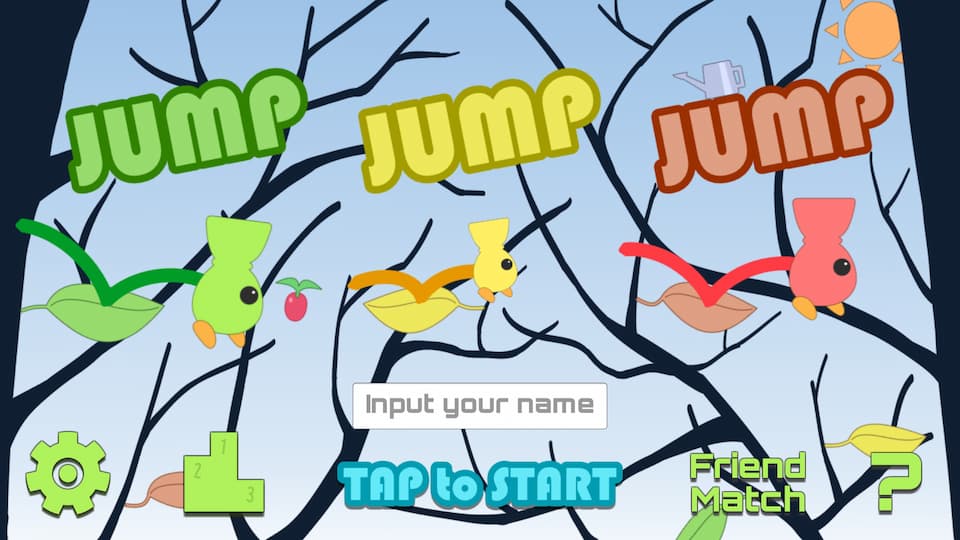 JUMP JUMP JUMP
Input your name
TAP to START
1
2
3
Friend
Match
?